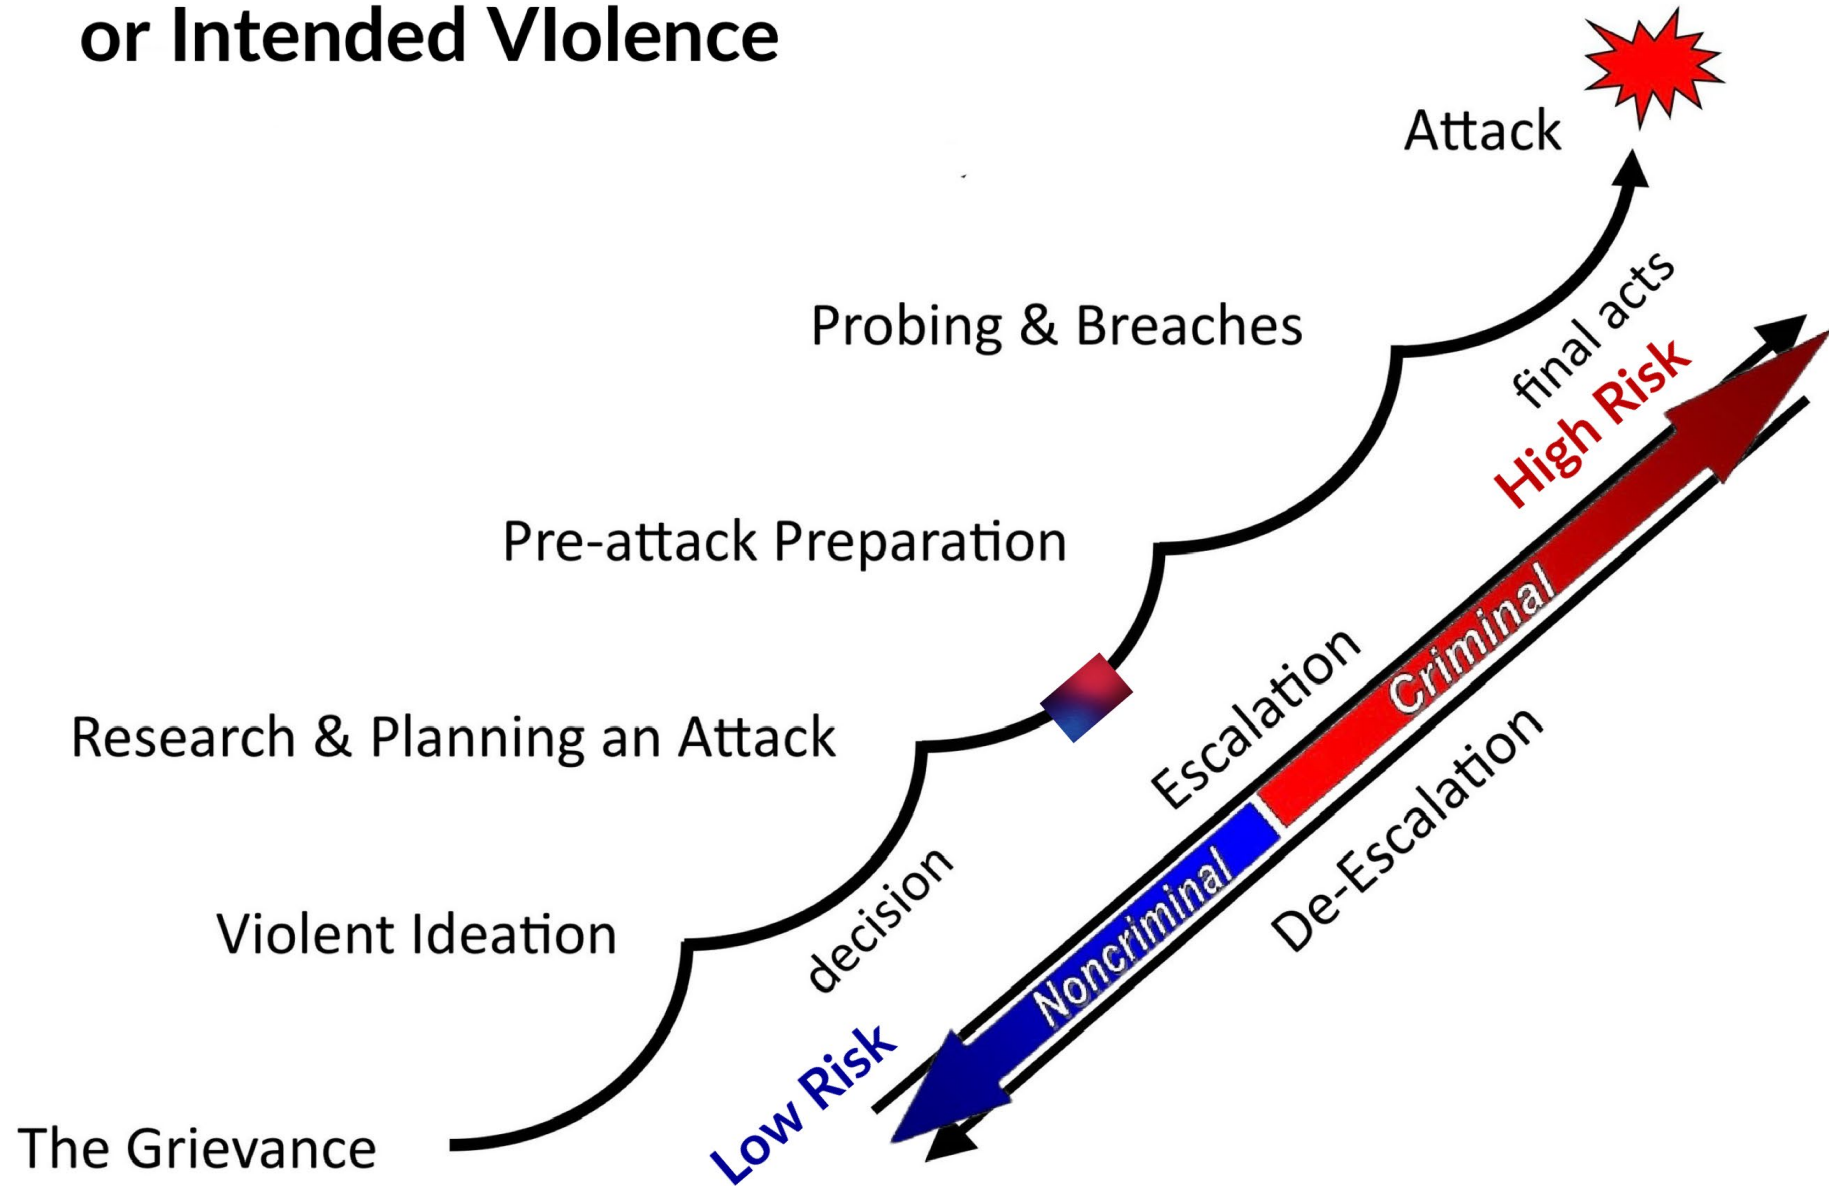 or Intended VIolence
Attack
Probing & Breaches
final acts
High Risk
Pre-attack Preparation
Criminal
Escalation
Research & Planning an Attack
De-Escalation
Noncriminal
decision
Violent Ideation
Low Risk
The Grievance